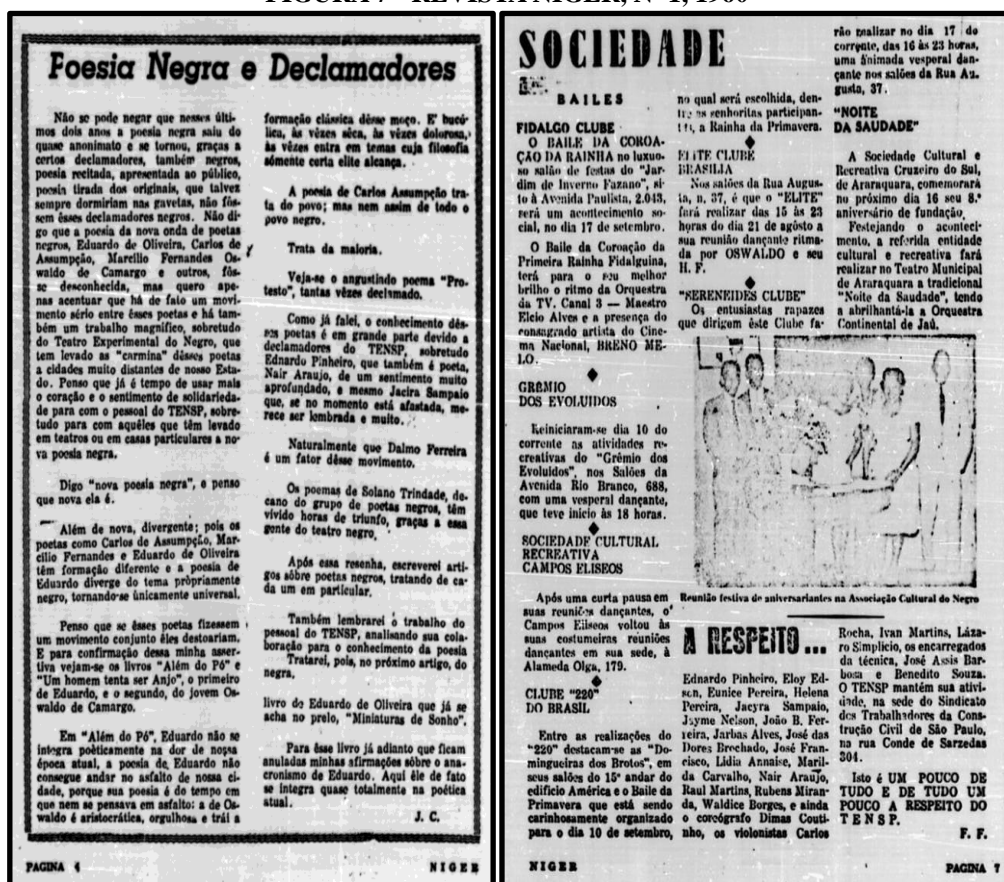 FIGURA 7 – REVISTA NÍGER, Nº 1, 1960
Poesia Negra e Declamadores
Não se pode negar que nesses últi-
mos dois anos a poesia negra saiu do
quase anonimato e se tornou, graças a
certos declamadores, também negros,
poesia recitada, apresentada ao público,
poesia tirada dos originais, que talvez
sempre dormiriam nas gavetas, não fôs-
sem êsses declamadores negros. Não di-
go que a poesia da nova onda de poetas
negros, Eduardo de Oliveira, Carlos de
Assumpção, Marcílio Fernandes Os-
waldo de Camargo e outros, fôs-
se desconhecida, mas quero ape-
nas acentuar que há de fato um movi-
mento sério entre êsses poetas e há tam-
bém um trabalho magnífico, sobretudo
do Teatro Experimental do Negro, que
tem levado as "carmina" dêsses poetas
a cidades muito distantes de nosso Esta-
do. Penso que já é tempo de usar mais
o coração e o sentimento de solidarieda-
de para com o pessoal do TENSP, sobre-
tudo para com aquêles que têm levado
em teatros ou em casas particulares a no-
va poesia negra.
Digo "nova poesia negra", e penso
que nova ela é.
Além de nova, divergente; pois os
poetas como Carlos de Assumpção, Mar-
cílio Fernandes e Eduardo de Oliveira
têm formação diferente e a poesia de
Eduardo diverge do tema pròpriamente
negro, tornando-se ùnicamente universal.
Penso que se êsses poetas fizessem
um movimento conjunto êles destoariam.
E para confirmação dessa minha asser-
tiva vejam-se os livros "Além do Pó" e
"Um homem tenta ser Anjo", o primeiro
de Eduardo, e o segundo, do jovem Os-
waldo de Camargo.
Em "Além do Pó", Eduardo não se
integra poèticamente na dor de nossa
época atual, a poesia de Eduardo não
consegue andar no asfalto de nossa ci-
dade, porque sua poesia é do tempo em
que nem se pensava em asfalto; a de Os-
waldo é aristocrática, orgulhosa e trái a
formação clássica dêsse moço. E' bucó-
lica, às vêzes sêca, às vêzes dolorosa,
às vêzes entra em temas cuja filosofia
sòmente certa elite alcança.
A poesia de Carlos Assumpção tra-
ta do povo; mas nem assim de todo o
povo negro.
Trata da maioria.
Veja-se o angustindo poema "Pro-
testo", tantas vêzes declamado.
Como já falei, o conhecimento dês-
ses poetas é em grande parte devido a
declamadores do TENSP, sobretudo
Ednardo Pinheiro, que também é poeta,
Nair Araujo, de um sentimento muito
aprofundado, e mesmo Jacira Sampaio
que, se no momento está afastada, me-
rece ser lembrada e muito.
Naturalmente que Dalmo Ferreira
é um fator dêsse movimento.
Os poemas de Solano Trindade, de-
cano do grupo de poetas negros, têm
vivido horas de triunfo, graças a essa
gente do teatro negro.
Após essa resenha, escreverei arti-
gos sôbre poetas negros, tratando de ca-
da um em particular.
Também lembrarei o trabalho do
pessoal do TENSP, analisando sua cola-
boração para o conhecimento da poesia
Tratarei, pois, no próximo artigo, do
negra,
livro de Eduardo de Oliveira que já se
acha no prelo, "Miniaturas de Sonho".
Para êsse livro já adianto que ficam
anuladas minhas afirmações sôbre o ana-
cronismo de Eduardo. Aqui êle de fato
se integra quase totalmente na poética
atual.
J. C.
PAGINA 4
NIGER
SOCIEDADE
BAILES
FIDALGO CLUBE
O BAILE DA COROA-
ÇÃO DA RAINHA no luxuo-
so salão de festas do "Jar-
dim de Inverno Fazano", si-
to à Avenida Paulista, 2.043,
será um acontecimento so-
cial, no dia 17 de setembro.
O Baile da Coroação da
Primeira Rainha Fidalguina,
terá para o seu melhor
brilho o ritmo da Orquestra
da TV. Canal 3 — Maestro
Elcio Alves e a presença do
consagrado artista do Cine-
ma Nacional, BRENO ME-
LO.
GRÊMIO
DOS EVOLUIDOS
Reiniciaram-se dia 10 do
corrente as atividades re-
creativas do "Grêmio dos
Evoluidos", nos Salões da
Avenida Rio Branco, 688,
com uma vesperal dançante,
que teve início às 18 horas.
SOCIEDADE CULTURAL
RECREATIVA
CAMPOS ELISEOS
Após uma curta pausa em
suas reuniões dançantes, o
Campos Eliseos voltou às
suas costumeiras reuniões
dançantes em sua sede, à
Alameda Olga, 179.
CLUBE "220"
DO BRASIL
Entre as realizações do
"220" destacam-se as "Do-
mingueiras dos Brotos", em
seus salões do 15º andar do
edifício América e o Baile da
Primavera que está sendo
carinhosamente organizado
para o dia 10 de setembro,
no qual será escolhida, den-
tre as senhoritas participan-
tes, a Rainha da Primavera.
ELITE CLUBE
BRASILIA
Nos salões da Rua Augus-
ta, n. 37, é que o "ELITE"
fará realizar das 15 às 23
horas do dia 21 de agôsto a
sua reunião dançante ritma-
da por OSWALDO e seu
H. F.
"SERENEIDES CLUBE"
Os entusiastas rapazes
que dirigem êste Clube fa-
rão realizar no dia 17 do
corrente, das 16 às 23 horas,
uma animada vesperal dan-
çante nos salões da Rua Au-
gusta, 37.
"NOITE
DA SAUDADE"
A Sociedade Cultural e
Recreativa Cruzeiro do Sul,
de Araraquara, comemorará
no próximo dia 16 seu 8.º
aniversário de fundação.
Festejando o aconteci-
mento, a referida entidade
cultural e recreativa fará
realizar no Teatro Municipal
de Araraquara a tradicional
"Noite da Saudade", tendo
a abrilhantá-la a Orquestra
Continental de Jaú.
Reunião festiva de aniversariantes na Associação Cultural do Negro
A RESPEITO...
Ednardo Pinheiro, Eloy Ed-
son, Eunice Pereira, Helena
Pereira, Jacyra Sampaio,
Jayme Nelson, João B. Fer-
reira, Jarbas Alves, José das
Dores Brochado, José Fran-
cisco, Lidia Annaise, Maril-
da Carvalho, Nair Araujo,
Raul Martins, Rubens Miran-
da, Waldice Borges, e ainda
o coreógrafo Dimas Couti-
nho, os violonistas Carlos
Rocha, Ivan Martins, Láza-
ro Simplicio, os encarregados
da técnica, José Assis Bar-
bosa e Benedito Souza.
O TENSP mantém sua ativi-
dade, na sede do Sindicato
dos Trabalhadores da Cons-
trução Civil de São Paulo,
na rua Conde de Sarzedas
304.
Isto é UM POUCO DE
TUDO E DE TUDO UM
POUCO A RESPEITO DO
TENSP.
F. F.
NIGER
PAGINA 7